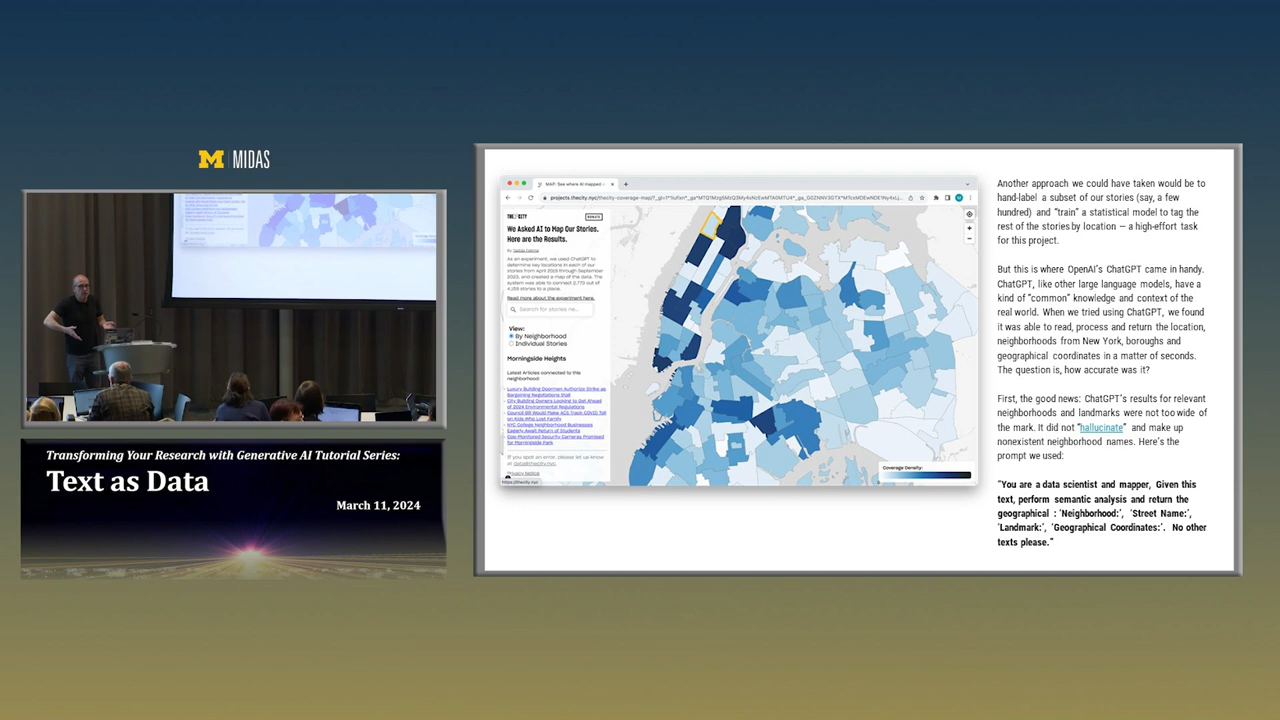 M | MIDAS
Transforming Your Research with Generative AI Tutorial Series:
Text as Data
March 11, 2024
MAP: See where AI mapped
THE CITY
DONATE
We Asked AI to Map Our Stories.
Here are the Results.
As an experiment, we used ChatGPT to
determine key locations in each of our
stories from April 2019 through September
2023, and created a map of the data. The
system was able to connect 2,773 out of
stories to a place.
Read more about the experiment here.
Search for stories ne...
View:
By Neighborhood
Individual Stories
Morningside Heights
Latest Articles connected to this
neighborhood:
Luxury Building Doormen Authorize Strike as
Bargaining Negotiations Stall
City Building Owners Looking to Get Ahead
of 2024 Environmental Regulations
Council Bill Would Make ACS Track COVID Toll
on Kids Who Lost Family
NYC College Neighborhood Businesses
Eagerly Await Return of Students
Cop-Monitored Security Cameras Promised
for Morningside Park
If you spot an error, please let us know
at data@thecity.nyc.
Privacy Notice
https://thecity.nyc
Coverage Density:
Another approach we could have taken would be to
hand-label a subset of our stories (say, a few
hundred) and “train” a statistical model to tag the
rest of the stories by location — a high-effort task
for this project.
But this is where OpenAI’s ChatGPT came in handy.
ChatGPT, like other large language models, have a
kind of “common” knowledge and context of the
real world. When we tried using ChatGPT, we found
it was able to read, process and return the location,
neighborhoods from New York, boroughs and
geographical coordinates in a matter of seconds.
The question is, how accurate was it?
First, the good news: ChatGPT’s results for relevant
neighborhoods and landmarks were not too wide of
the mark. It did not “hallucinate” and make up
nonexistent neighborhood names. Here’s the
prompt we used:
“You are a data scientist and mapper, Given this
text, perform semantic analysis and return the
geographical : ‘Neighborhood:’, ‘Street Name:’,
‘Landmark:’, ‘Geographical Coordinates:’. No other
texts please.”